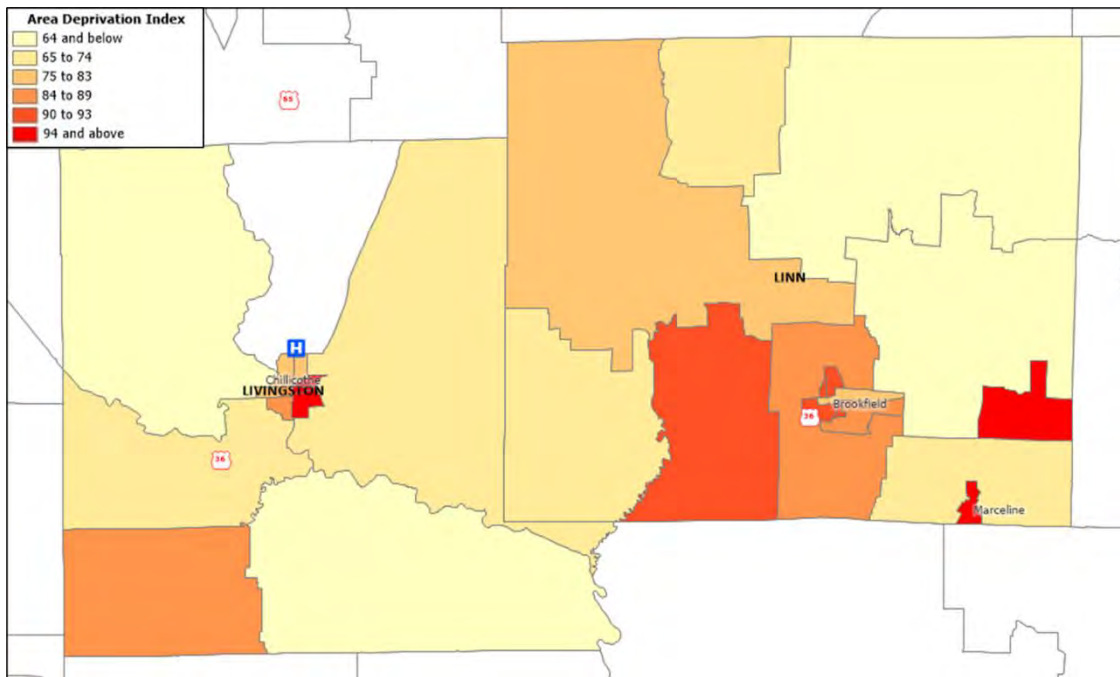 Area Deprivation Index
64 and below
65 to 74
75 to 83
84 to 89
90 to 93
94 and above
65
LINN
H
Chillicothe
LIVINGSTON
36
Brookfield
36
Marceline